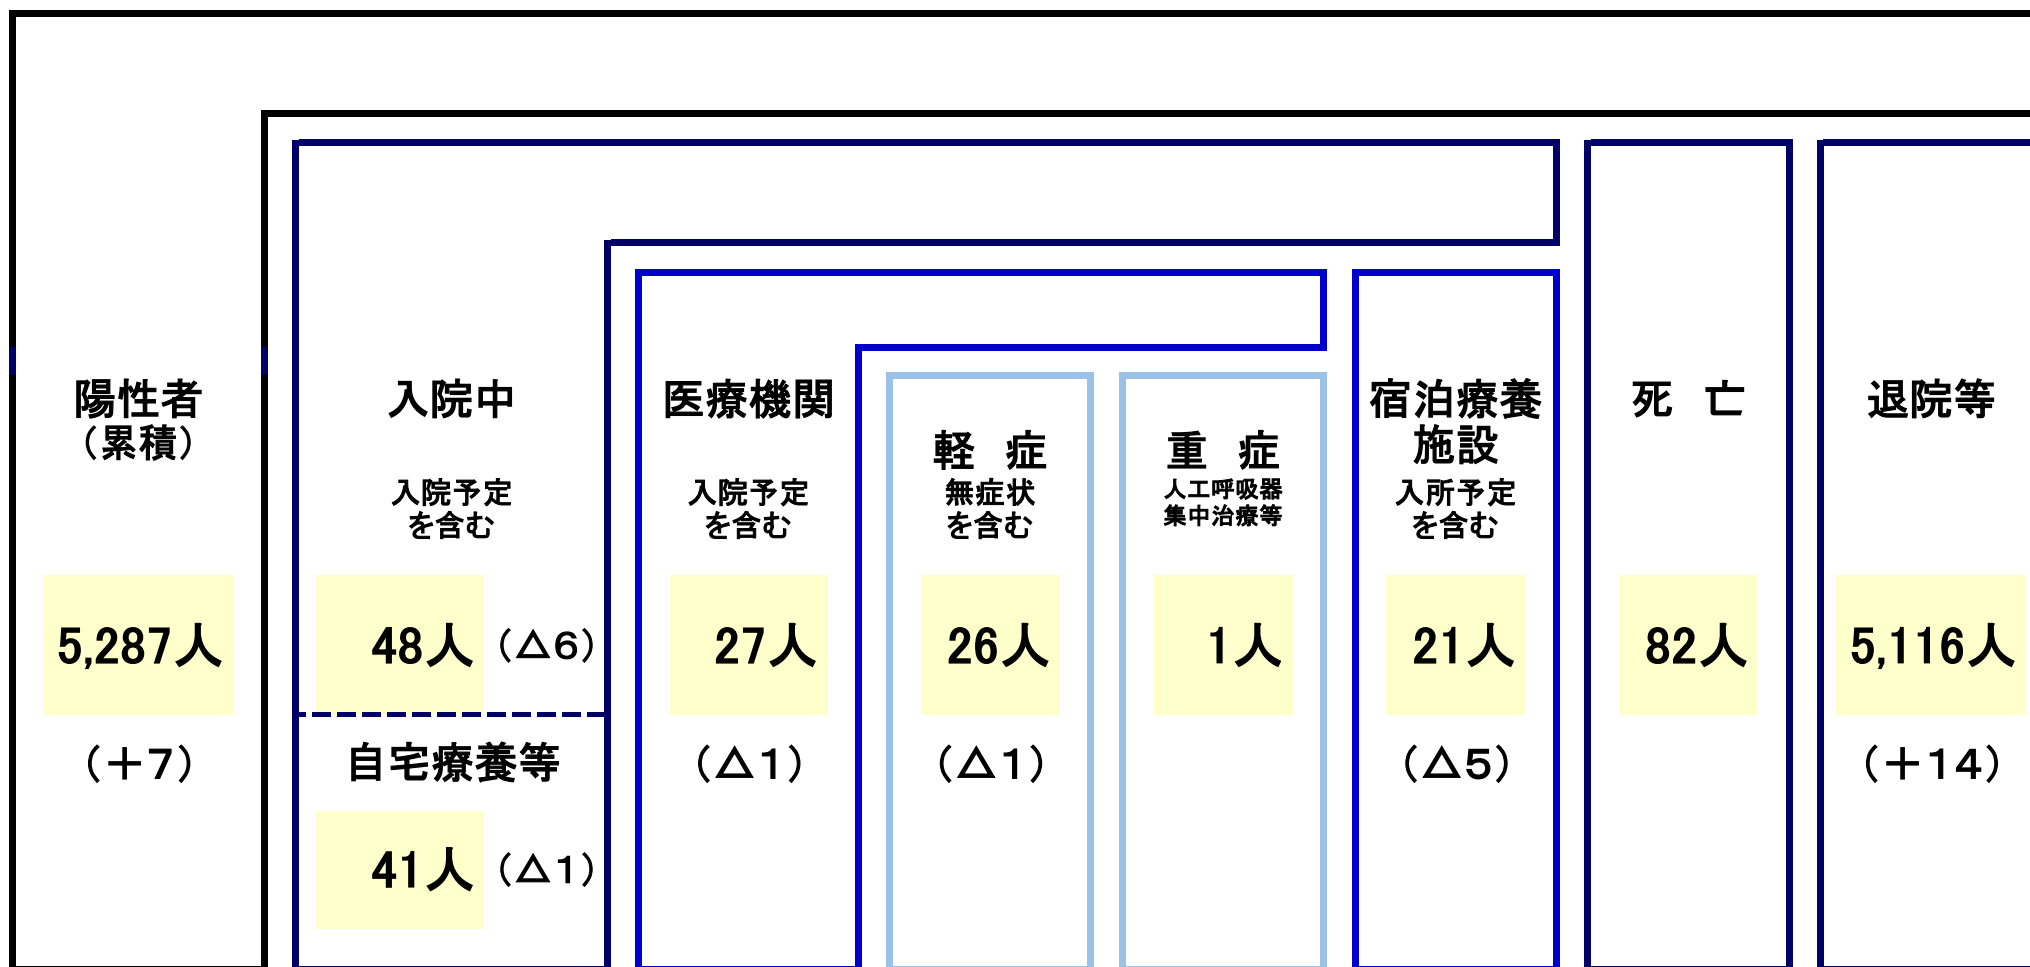 陽性者
（累積）
5,287人
（＋7）
入院中
入院予定
を含む
48人（△6）
自宅療養等
41人（△1）
医療機関
入院予定
を含む
27人
（△1）
軽　症
無症状
を含む
26人
（△1）
重　症
人工呼吸器
集中治療等
1人
宿泊療養
施設
入所予定
を含む
21人
（△5）
死　亡
82人
退院等
5,116人
（＋14）